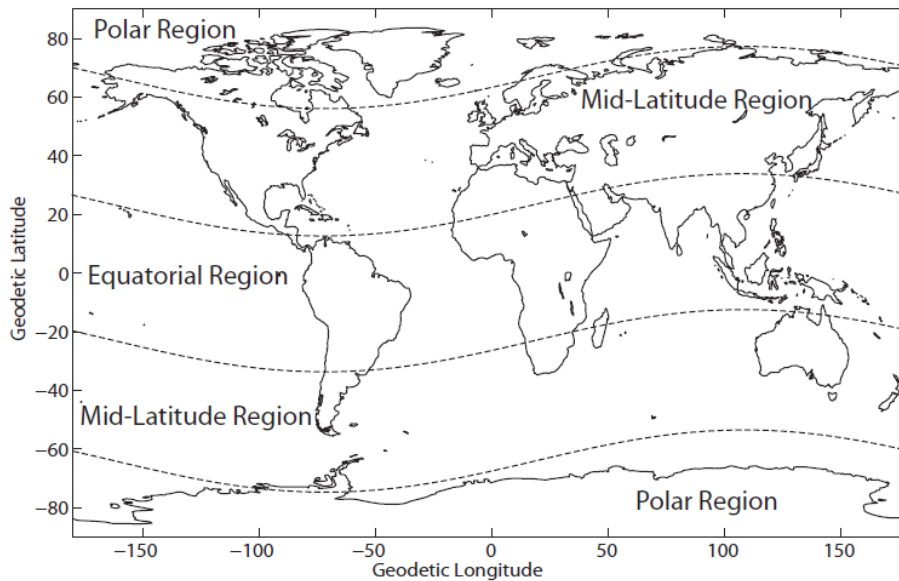 Polar Region
Mid-Latitude Region
Equatorial Region
Mid-Latitude Region
Polar Region
Geodetic Latitude
80
60
40
20
0
−20
−40
−60
−80
−150
−100
−50
0
50
100
150
Geodetic Longitude